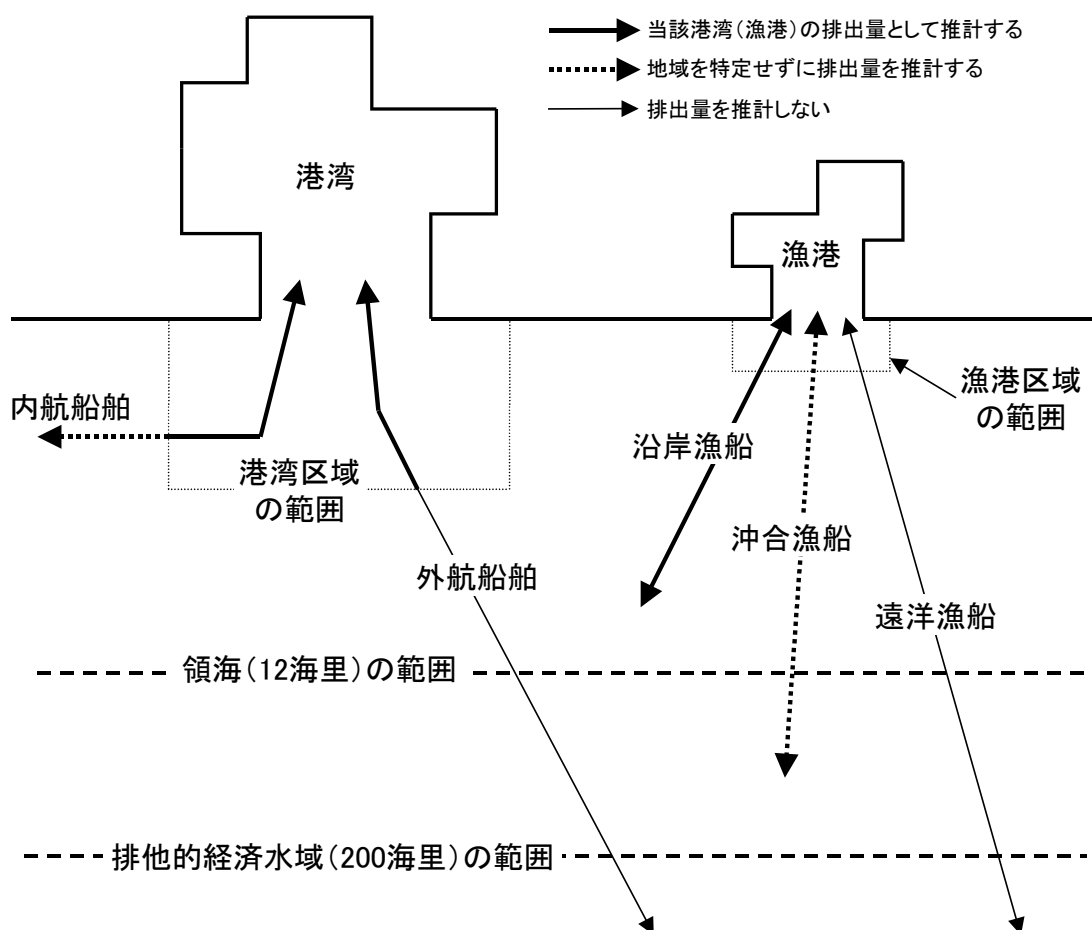 当該港湾(漁港)の排出量として推計する
地域を特定せずに排出量を推計する
排出量を推計しない
港湾
漁港
内航船舶
港湾区域
の範囲
漁港区域
の範囲
沿岸漁船
沖合漁船
外航船舶
遠洋漁船
領海(12海里)の範囲
排他的経済水域(200海里)の範囲